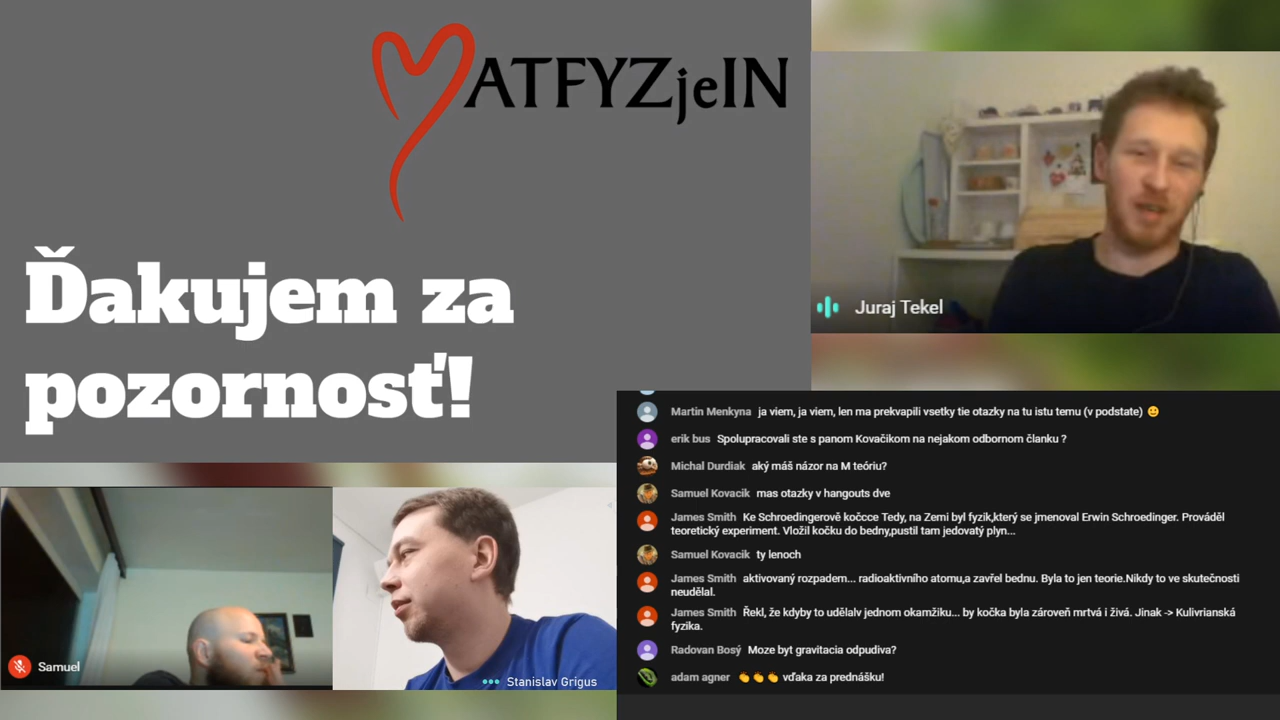 MATFYZjeIN
Ďakujem za
pozornosť!
Juraj Tekel
Samuel
Stanislav Grigus
Martin Menkyna ja viem, ja viem, len ma prekvapili vsetky tie otazky na tu istu temu (v podstate) 🙂
erik bus Spolupracovali ste s panom Kovačikom na nejakom odbornom članku ?
Michal Durdiak aký máš názor na M teóriu?
Samuel Kovacik mas otazky v hangouts dve
James Smith Ke Schroedingerově kočcce Tedy, na Zemi byl fyzik,který se jmenoval Erwin Schroedinger. Prováděl
teoretický experiment. Vložil kočku do bedny,pustil tam jedovatý plyn...
Samuel Kovacik ty lenoch
James Smith aktivovaný rozpadem... radioaktivního atomu,a zavřel bednu. Byla to jen teorie.Nikdy to ve skutečnosti
neudělal.
James Smith Řekl, že kdyby to udělalv jednom okamžiku... by kočka byla zároveň mrtvá i živá. Jinak -> Kulivrianská
fyzika.
Radovan Bosý Moze byt gravitacia odpudiva?
adam agner 👏👏👏 vďaka za prednášku!